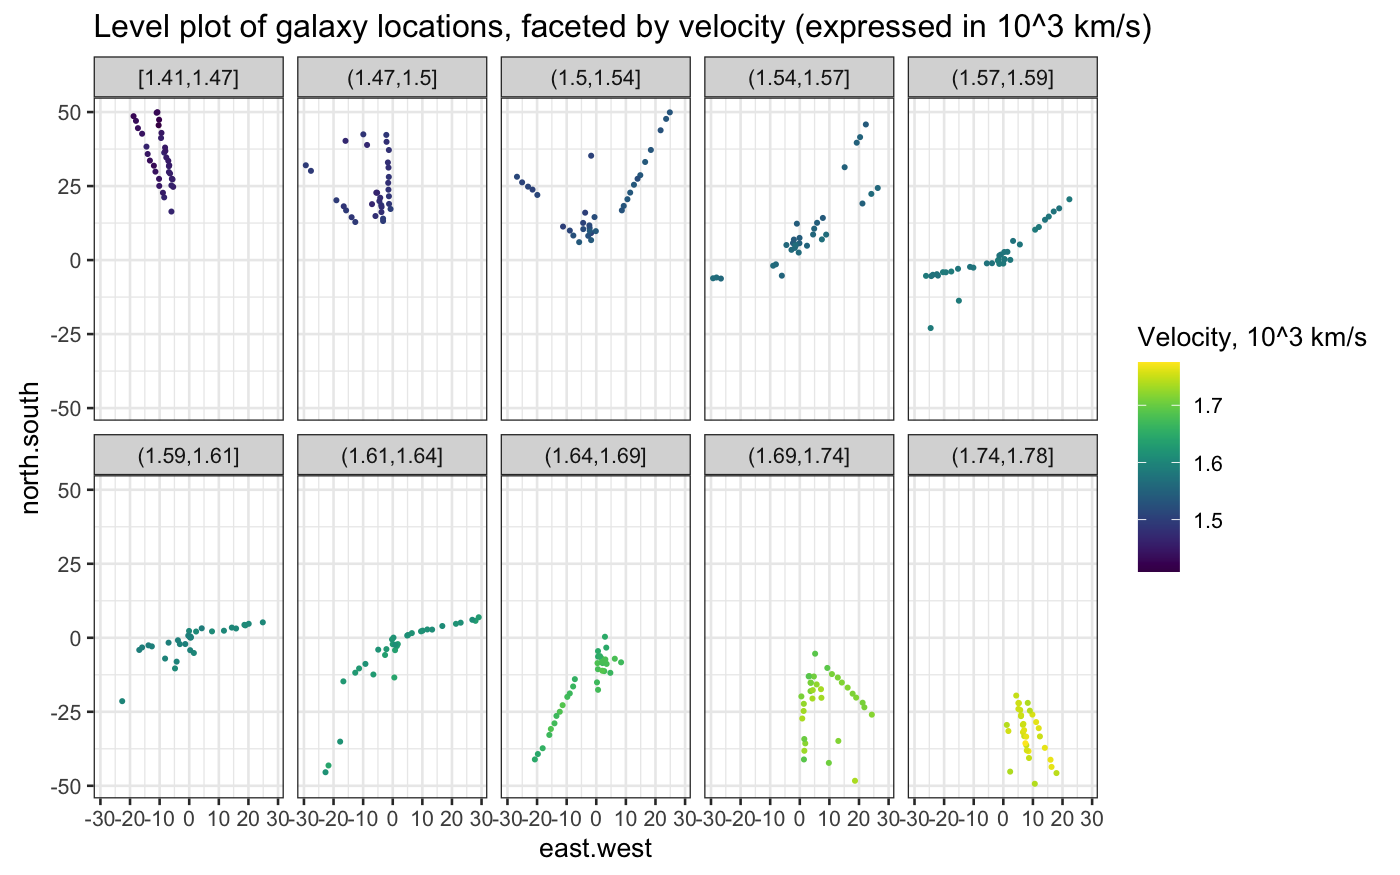 Level plot of galaxy locations, faceted by velocity (expressed in 10^3 km/s)
[1.41,1.47] (1.47,1.5] (1.5,1.54] (1.54,1.57] (1.57,1.59]
50
25
0
-25
-50
(1.59,1.61] (1.61,1.64] (1.64,1.69] (1.69,1.74] (1.74,1.78]
50
25
0
-25
-50
-30 -20 -10 0 10 20 30 -30 -20 -10 0 10 20 30 -30 -20 -10 0 10 20 30 -30 -20 -10 0 10 20 30 -30 -20 -10 0 10 20 30
east.west
north.south
Velocity, 10^3 km/s
1.7
1.6
1.5